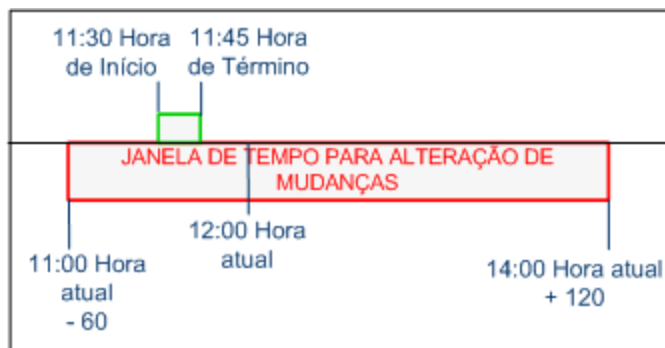 11:30 Hora
de Início
11:45 Hora
de Término
JANELA DE TEMPO PARA ALTERAÇÃO DE
MUDANÇAS
11:00 Hora
atual
- 60
12:00 Hora
atual
14:00 Hora atual
+ 120